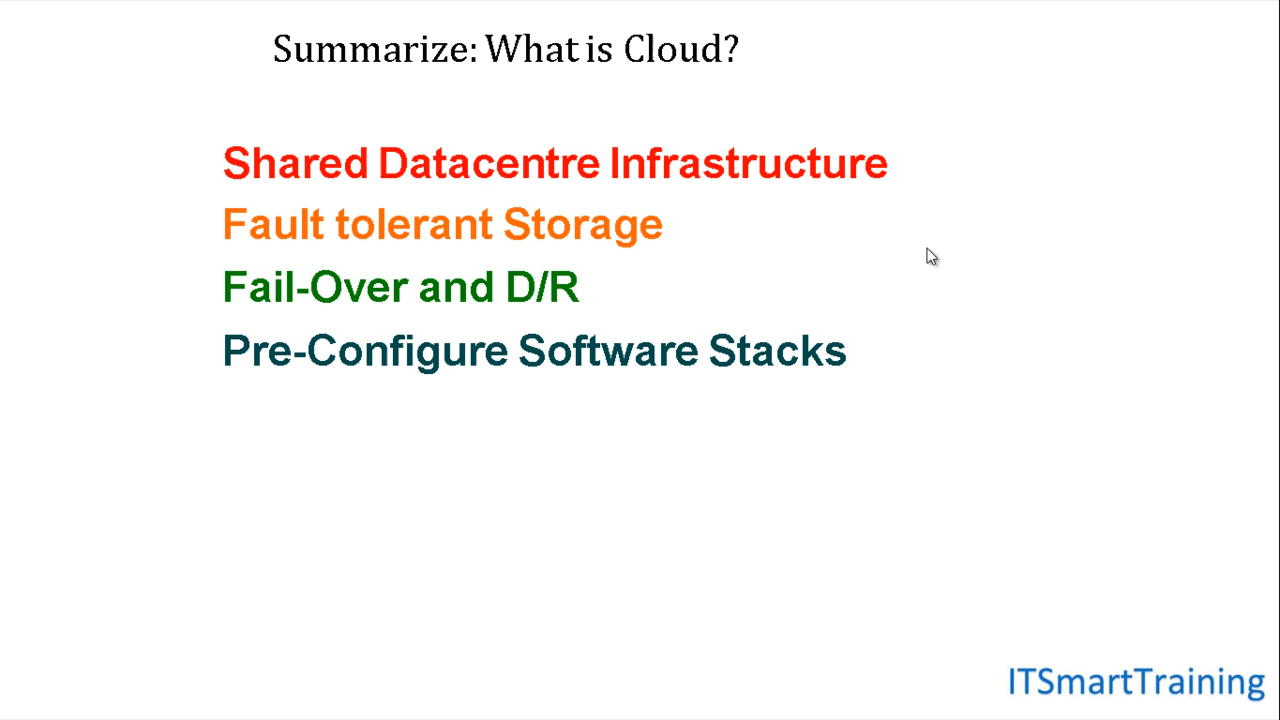 Summarize: What is Cloud?
Shared Datacentre Infrastructure
Fault tolerant Storage
Fail-Over and D/R
Pre-Configure Software Stacks
ITSmartTraining